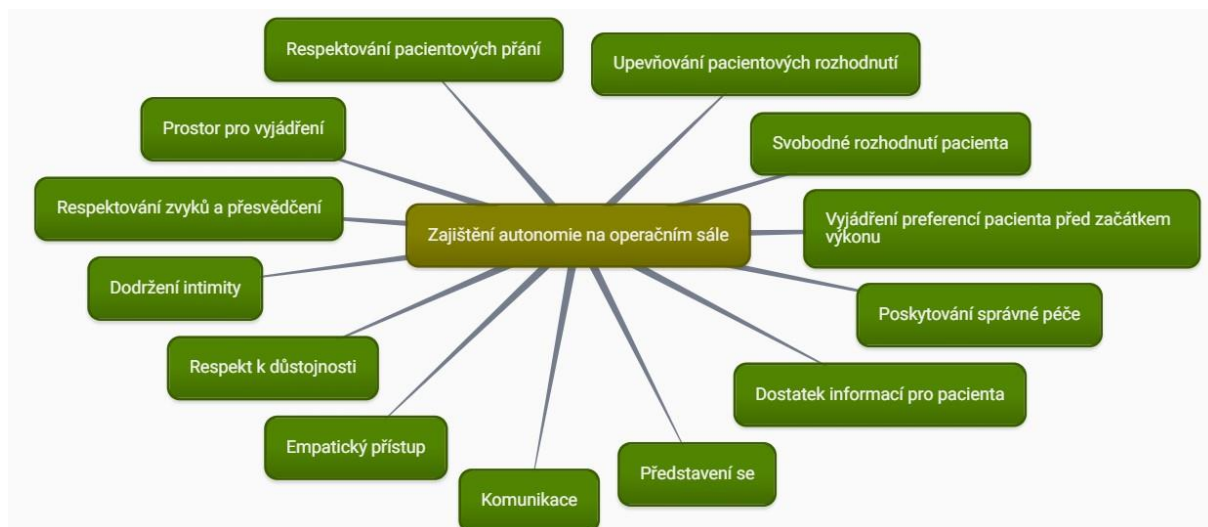 Respektování pacientových přání
Upevňování pacientových rozhodnutí
Prostor pro vyjádření
Svobodné rozhodnutí pacienta
Respektování zvyků a přesvědčení
Zajištění autonomie na operačním sále
Vyjádření preferencí pacienta před začátkem
výkonu
Dodržení intimity
Poskytování správné péče
Respekt k důstojnosti
Dostatek informací pro pacienta
Empatický přístup
Představení se
Komunikace